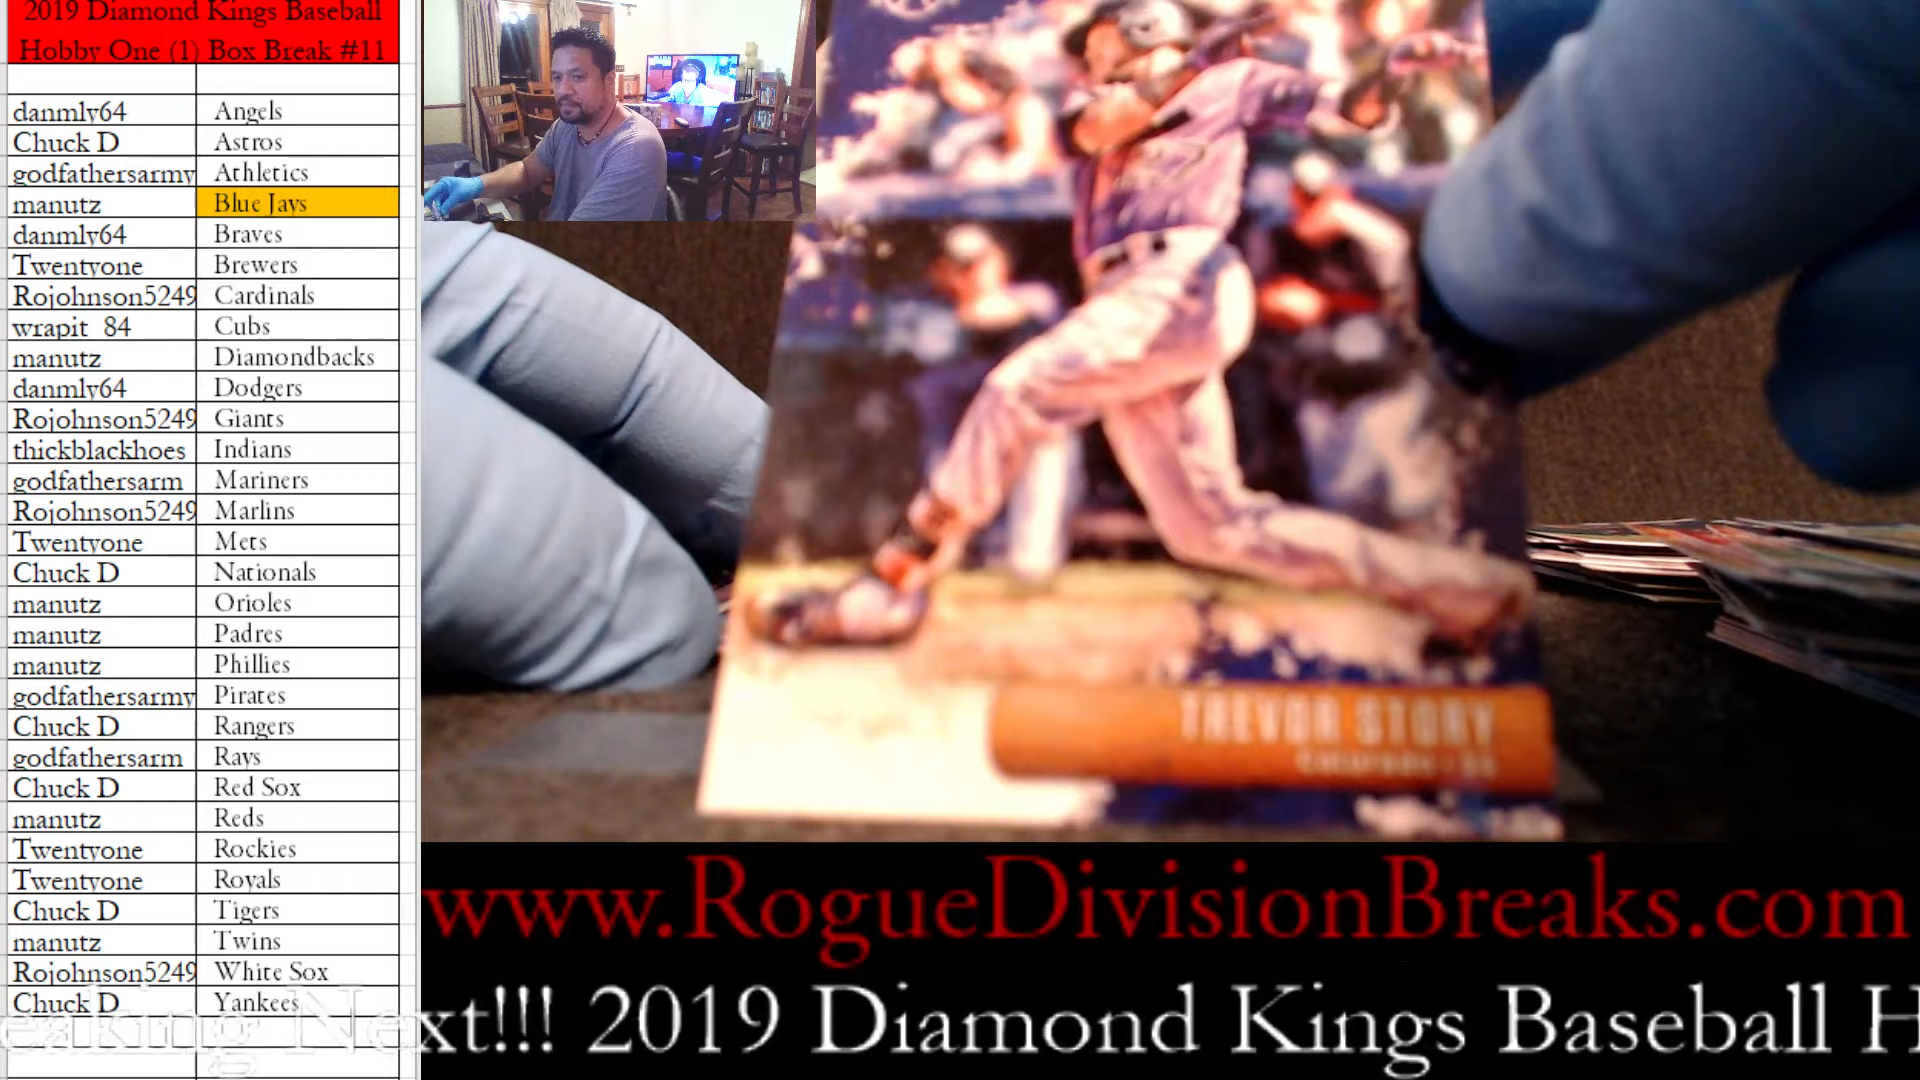 2019 Diamond Kings Baseball
Hobby One (1) Box Break #11
danmly64 Angels
Chuck D Astros
godfathersarmy Athletics
manutz Blue Jays
danmly64 Braves
Twentyone Brewers
Rojohnson5249 Cardinals
wrapit_84 Cubs
manutz Diamondbacks
danmly64 Dodgers
Rojohnson5249 Giants
thickblackhoes Indians
godfathersarm Mariners
Rojohnson5249 Marlins
Twentyone Mets
Chuck D Nationals
manutz Orioles
manutz Padres
manutz Phillies
godfathersarmy Pirates
Chuck D Rangers
godfathersarm Rays
Chuck D Red Sox
manutz Reds
Twentyone Rockies
Twentyone Royals
Chuck D Tigers
manutz Twins
Rojohnson5249 White Sox
Chuck D Yankees
TREVOR STORY
www.RogueDivisionBreaks.com
eaking Next!!! 2019 Diamond Kings Baseball H